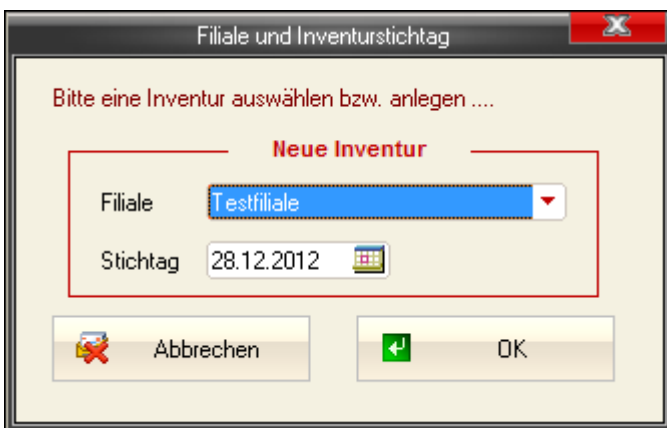 Filiale und Inventurstichtag
Bitte eine Inventur auswählen bzw. anlegen ....
Neue Inventur
Filiale Testfiliale
Stichtag 28.12.2012
Abbrechen OK